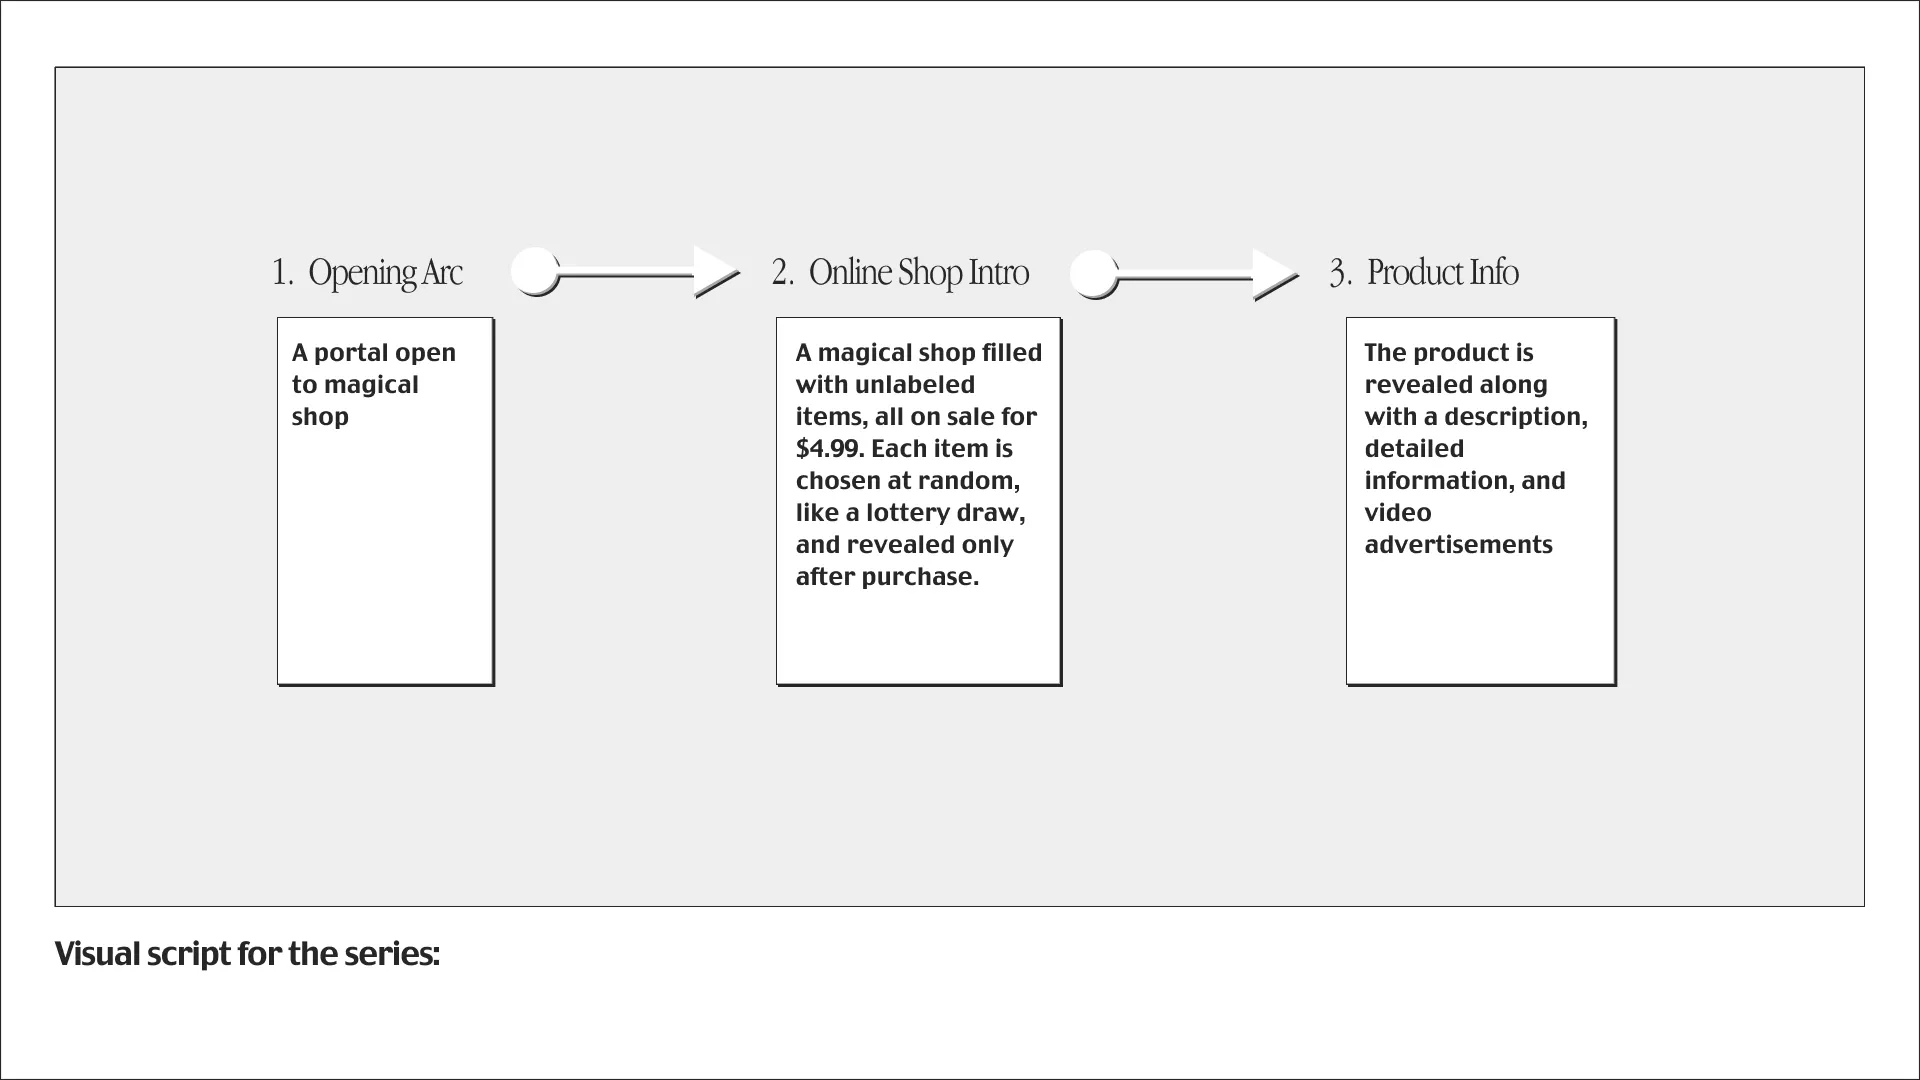 1. Opening Arc
2. Online Shop Intro
3. Product Info
A portal open
to magical
shop
A magical shop filled
with unlabeled
items, all on sale for
$4.99. Each item is
chosen at random,
like a lottery draw,
and revealed only
after purchase.
The product is
revealed along
with a description,
detailed
information, and
video
advertisements
Visual script for the series: